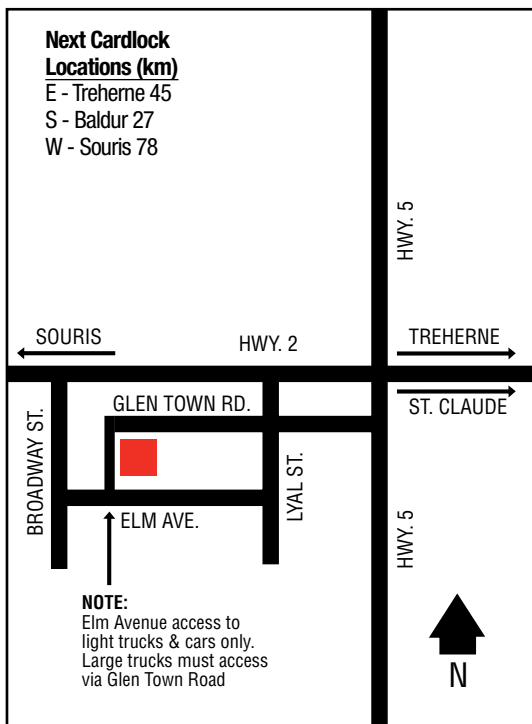 Next Cardlock
Locations (km)
E - Treherne 45
S - Baldur 27
W - Souris 78
HWY. 5
SOURIS
HWY. 2
TREHERNE
GLEN TOWN RD.
ST. CLAUDE
BROADWAY ST.
LYAL ST.
ELM AVE.
HWY. 5
NOTE:
Elm Avenue access to
light trucks & cars only.
Large trucks must access
via Glen Town Road
N